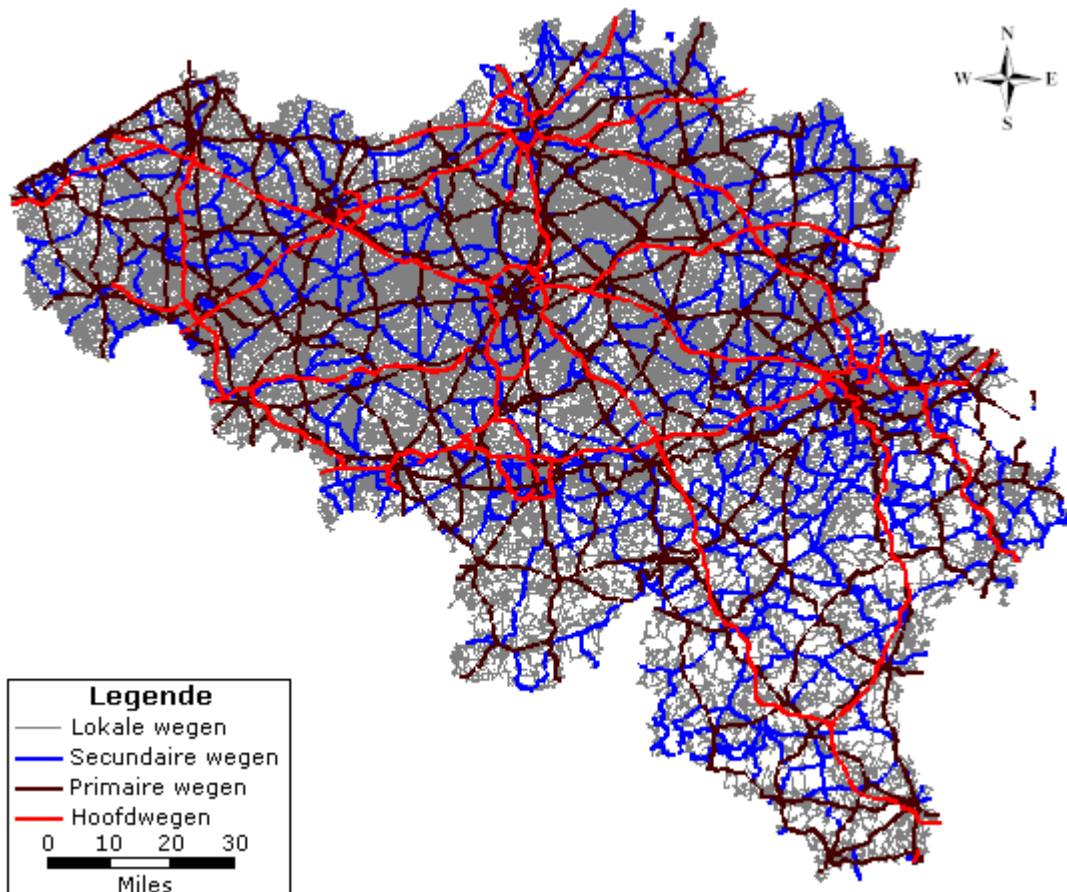 N
W E
S
Legende
Lokale wegen
Secundaire wegen
Primaire wegen
Hoofdwegen
0 10 20 30
Miles